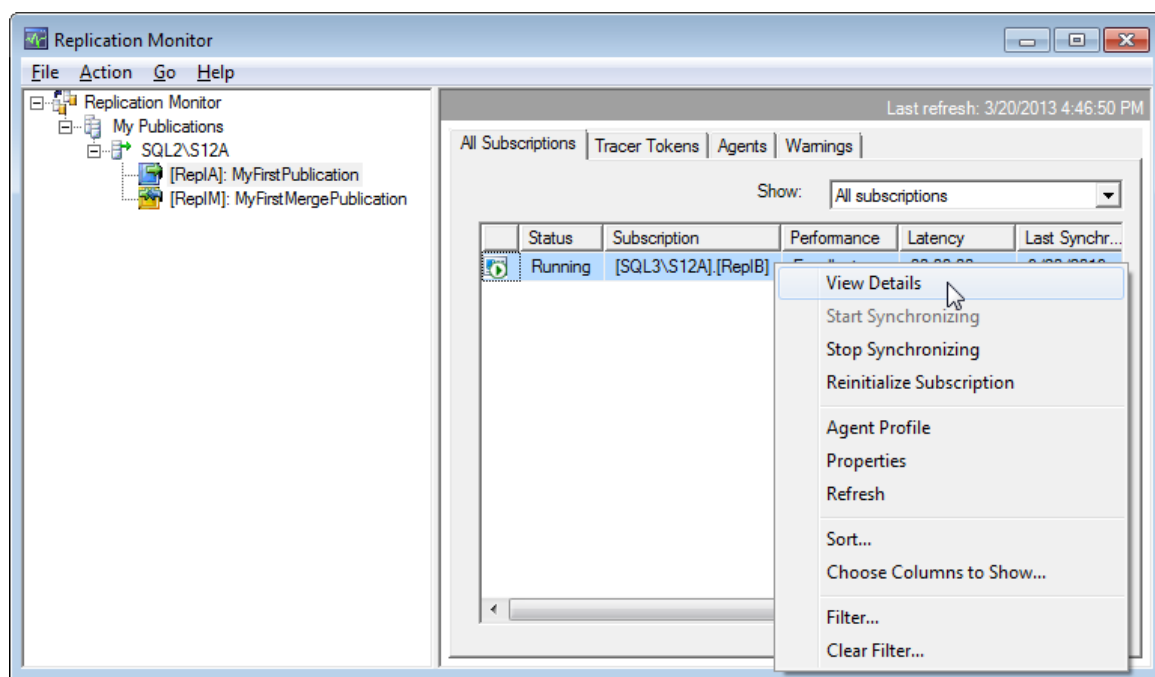 Replication Monitor
File Action Go Help
Replication Monitor
My Publications
SQL2\S12A
[ReplA]: MyFirstPublication
[ReplM]: MyFirstMergePublication
Last refresh: 3/20/2013 4:46:50 PM
All Subscriptions Tracer Tokens Agents Warnings
Show: All subscriptions
Status Subscription Performance Latency Last Synchr...
Running [SQL3\S12A].[ReplB]
View Details
Start Synchronizing
Stop Synchronizing
Reinitialize Subscription
Agent Profile
Properties
Refresh
Sort...
Choose Columns to Show...
Filter...
Clear Filter...